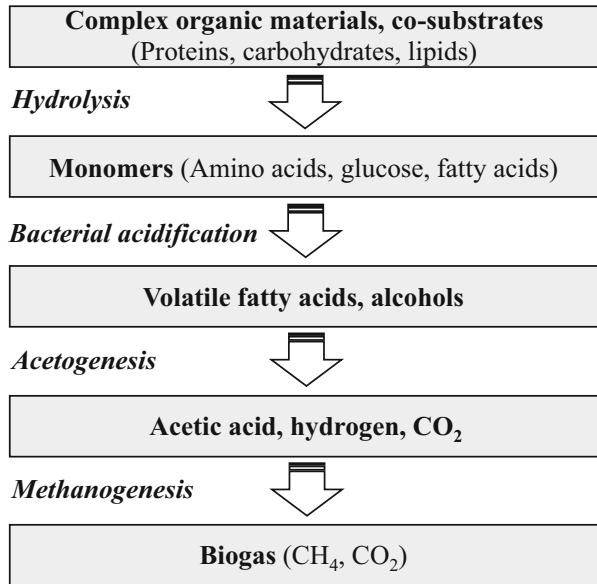 Complex organic materials, co-substrates
(Proteins, carbohydrates, lipids)
Hydrolysis
Monomers (Amino acids, glucose, fatty acids)
Bacterial acidification
Volatile fatty acids, alcohols
Acetogenesis
Acetic acid, hydrogen, CO₂
Methanogenesis
Biogas (CH₄, CO₂)